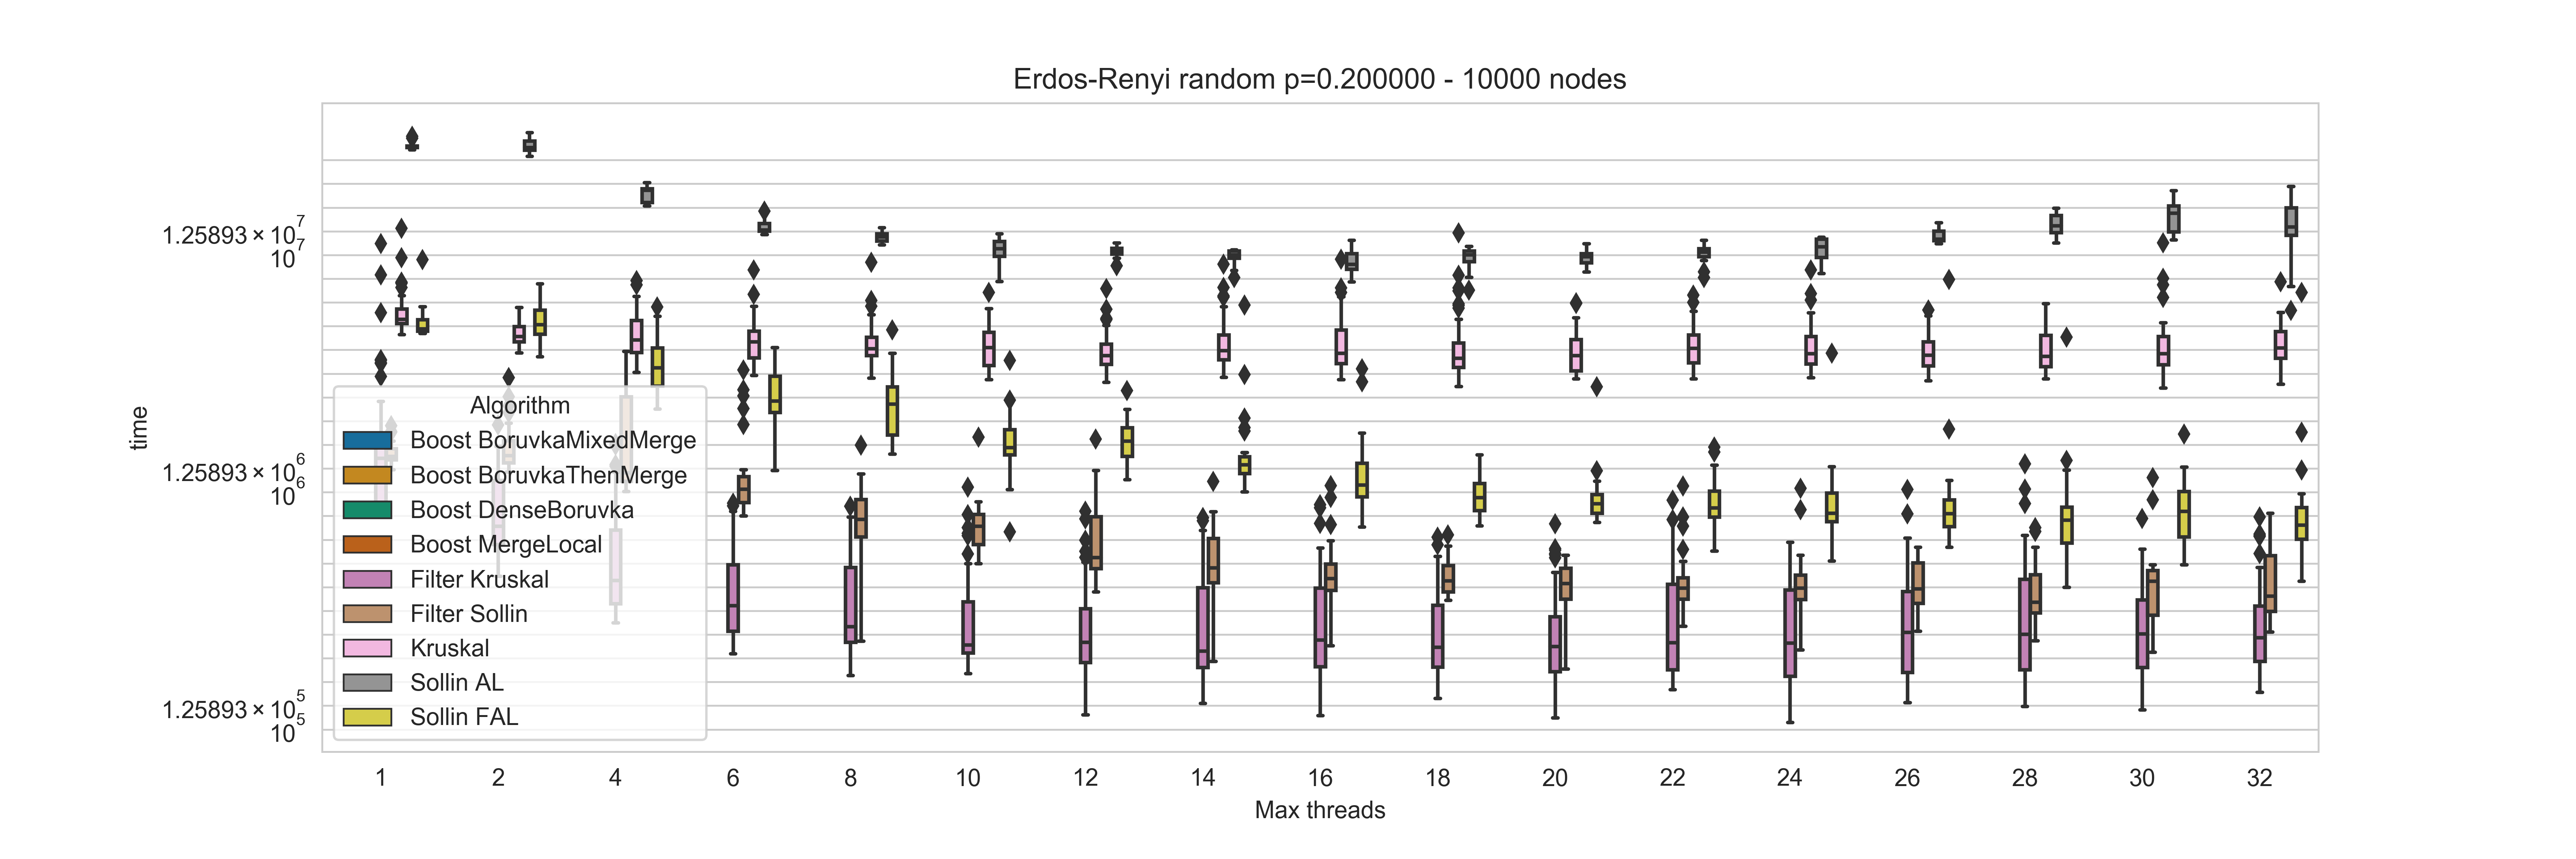 Erdos-Renyi random p=0.200000 - 10000 nodes
time
1.25893 × 10^7
10^7
1.25893 × 10^6
10^6
1.25893 × 10^5
10^5
Algorithm
Boost BoruvkaMixedMerge
Boost BoruvkaThenMerge
Boost DenseBoruvka
Boost MergeLocal
Filter Kruskal
Filter Sollin
Kruskal
Sollin AL
Sollin FAL
1 2 4 6 8 10 12 14 16 18 20 22 24 26 28 30 32
Max threads